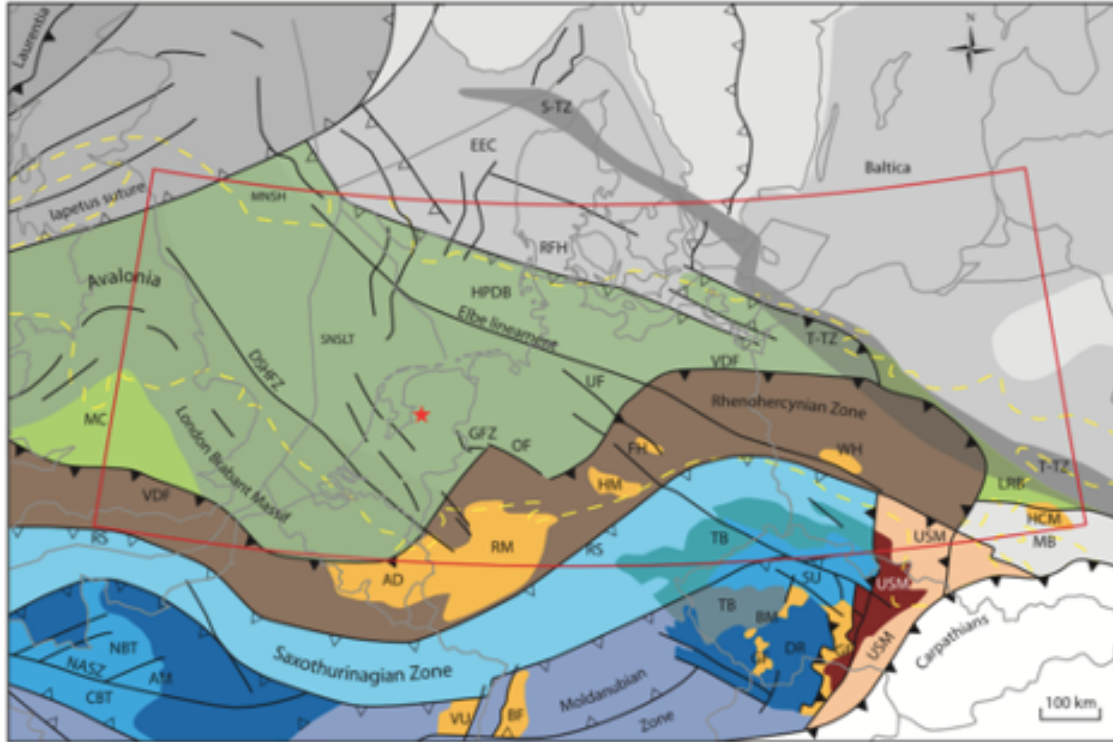 Laurentia
N
S-TZ
EEC
Baltica
Iapetus suture
MNSH
RFH
Avalonia
HPDB
Elbe lineament
SNSLT
DSHFZ
T-TZ
VDF
UF
Rhenohercynian Zone
MC
London Brabant Massif
GFZ
OF
FH
WH
HM
T-TZ
LRB
VDF
HCM
RS
RM
RS
TB
USM
MB
AD
SU
USM
TB
BM
NBT
Saxothurinagian Zone
DR
USM
Carpathians
NASZ
AM
CBT
Moldanubian
Zone
VU
BF
100 km